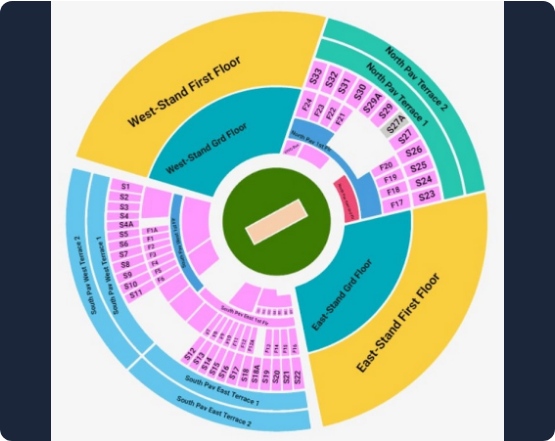 West-Stand First Floor
West-Stand Grd Floor
North Pav Terrace 2
North Pav Terrace 1
S33
S32
S31
S30
S29A
S29
S27A
S27
S26
S25
S24
S23
F24
F23
F22
F21
F20
F19
F18
F17
East-Stand Grd Floor
East-Stand First Floor
South Pav West Terrace 2
South Pav West Terrace 1
S1
S2
S3
S4
S4A
S5
S6
S7
S8
S9
S10
S11
F1A
F1
F2
F3
F4
F5
F6
South Pav East 1st Flr
S12
S13
S14
S15
S16
S17
S18
S18A
S19
S20
S21
S22
South Pav East Terrace 1
South Pav East Terrace 2